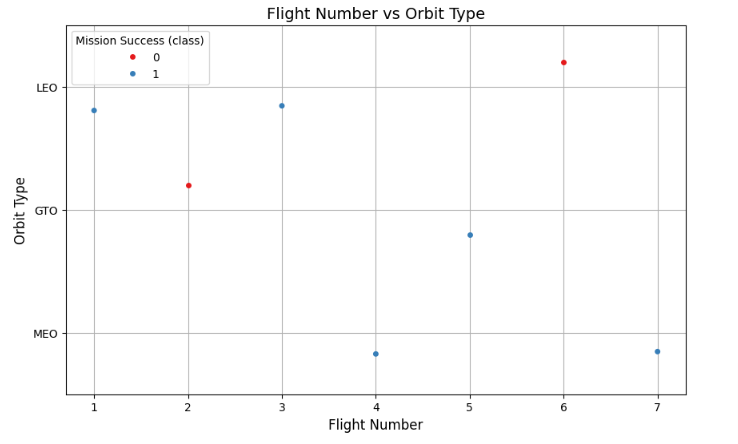 Flight Number vs Orbit Type
Mission Success (class)
0
1
LEO
GTO
MEO
Orbit Type
1 2 3 4 5 6 7
Flight Number